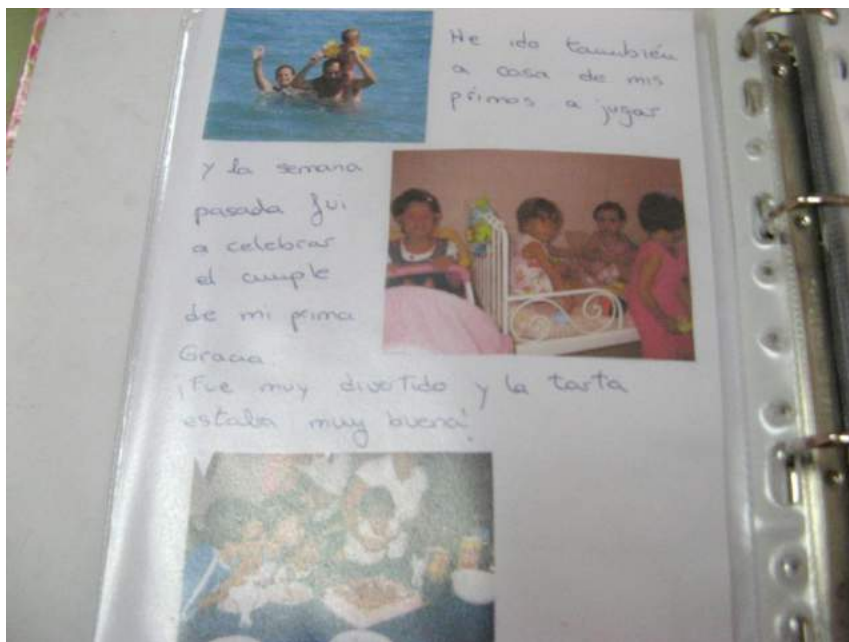 He ido también
a casa de mis
primos a jugar
y la semana
pasada fui
a celebrar
el cumple
de mi prima
Gracia
¡Fue muy divertido y la tarta
estaba muy buena!